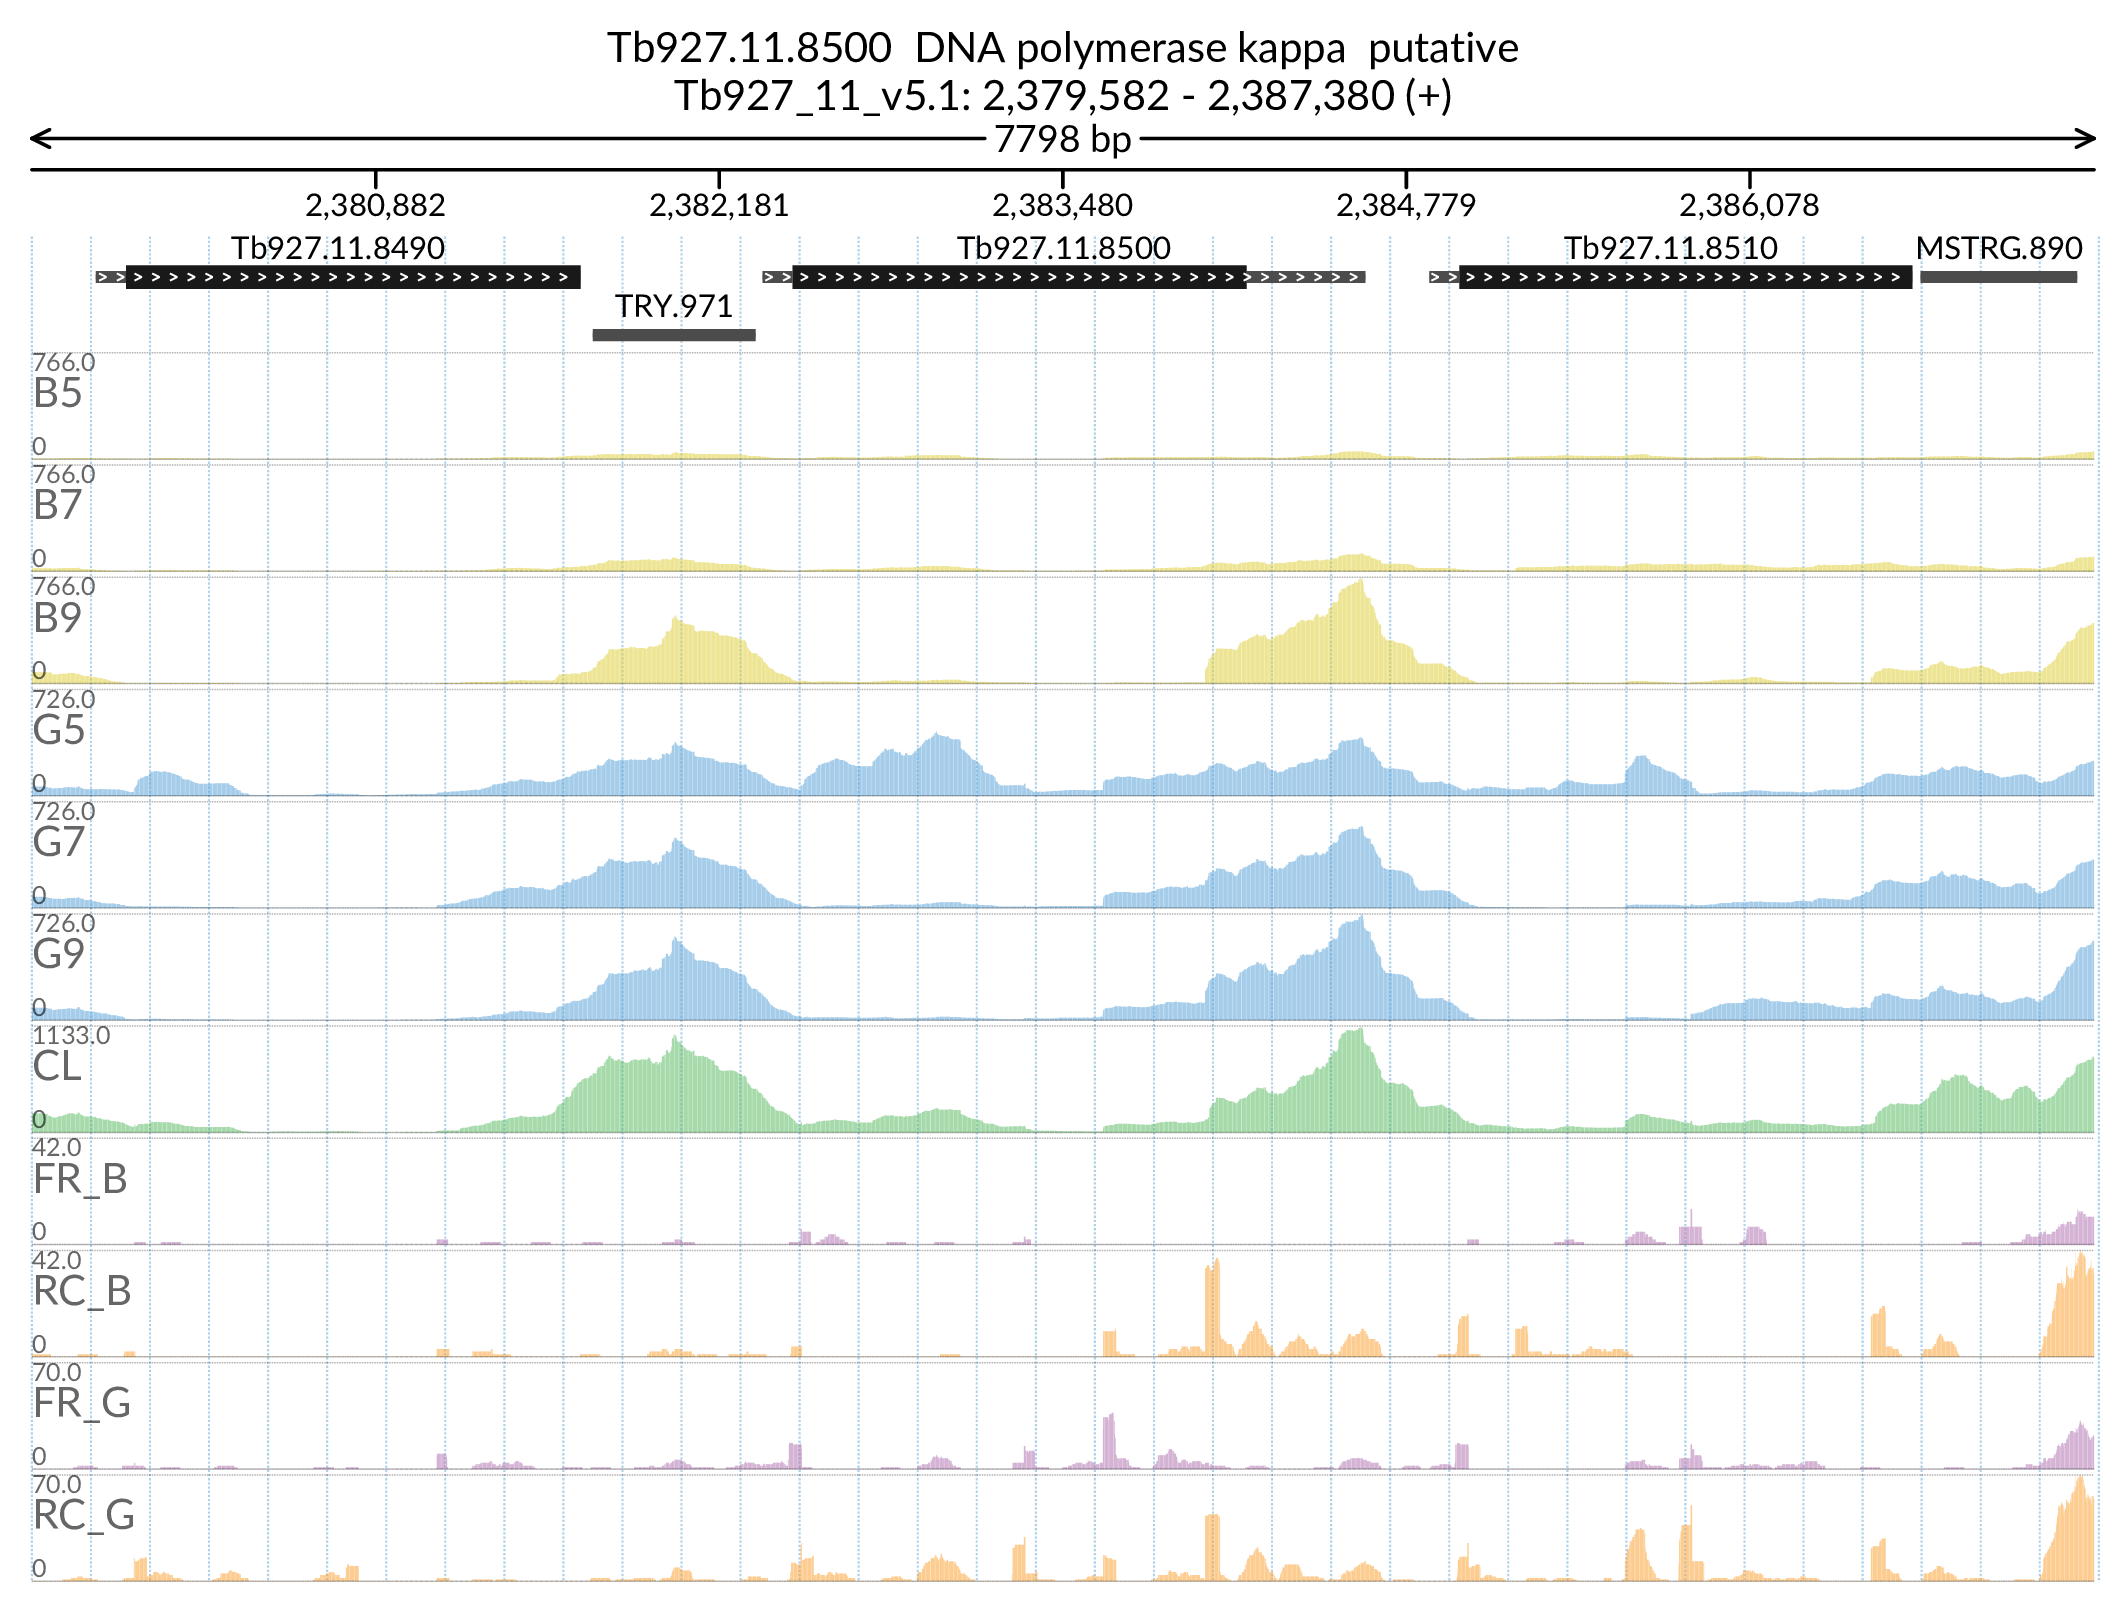 Tb927.11.8500  DNA polymerase kappa  putative
Tb927_11_v5.1: 2,379,582 - 2,387,380 (+)
7798 bp
2,380,882 2,382,181 2,383,480 2,384,779 2,386,078
Tb927.11.8490 Tb927.11.8500 Tb927.11.8510 MSTRG.890
TRY.971
766.0
B5
0
766.0
B7
0
766.0
B9
0
726.0
G5
0
726.0
G7
0
726.0
G9
0
1133.0
CL
0
42.0
FR_B
0
42.0
RC_B
0
70.0
FR_G
0
70.0
RC_G
0